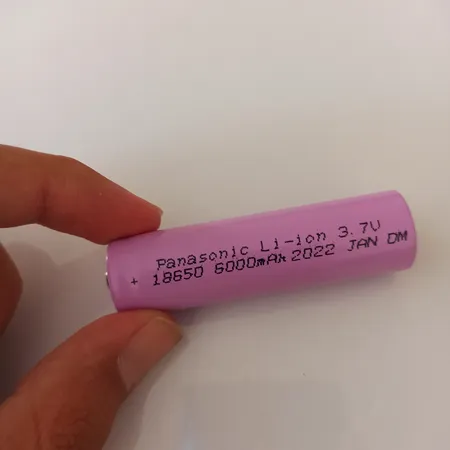 Panasonic Li-ion 3.7V
+ 18650 6000mAh 2022 JAN DM